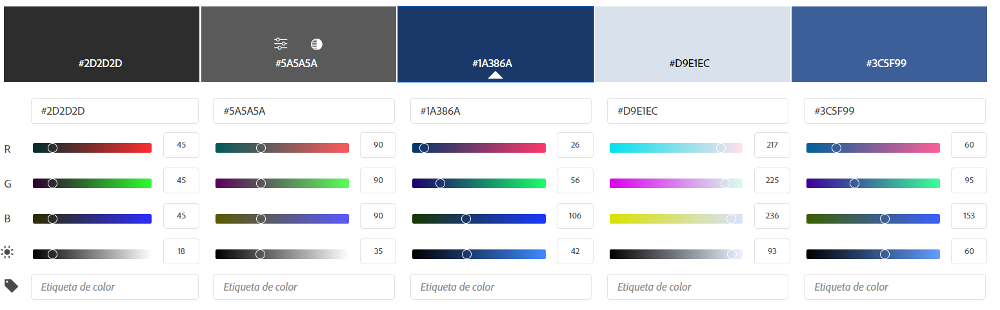 #2D2D2D #5A5A5A #1A386A #D9E1EC #3C5F99
#2D2D2D #5A5A5A #1A386A #D9E1EC #3C5F99
R 45 90 26 217 60
G 45 90 56 225 95
B 45 90 106 236 153
18 35 42 93 60
Etiqueta de color Etiqueta de color Etiqueta de color Etiqueta de color Etiqueta de color